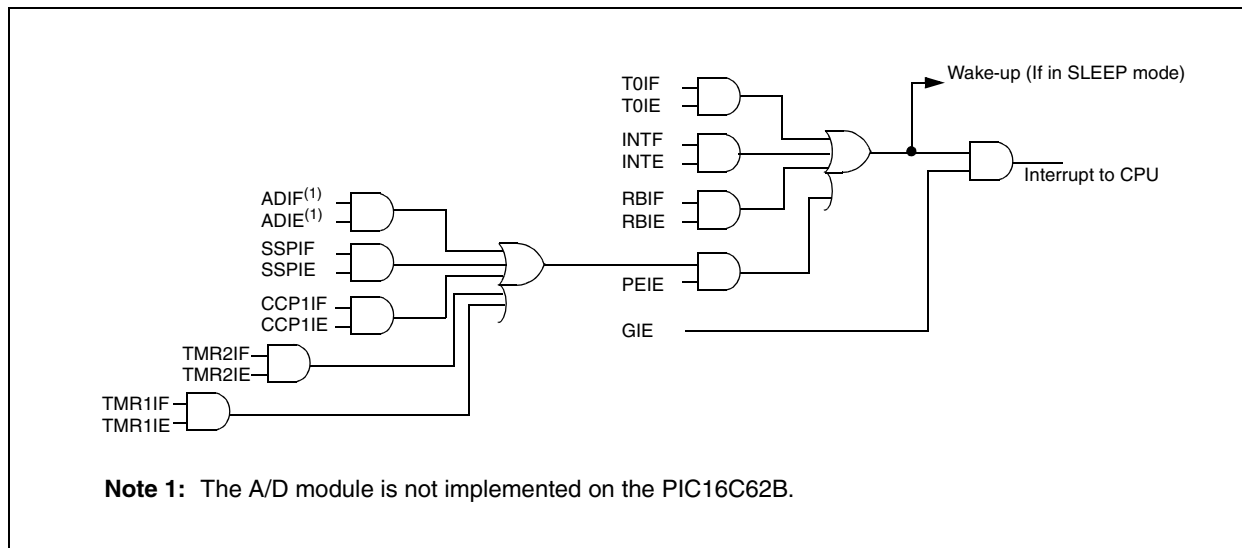 Wake-up (If in SLEEP mode)
T0IF
T0IE
INTF
INTE
Interrupt to CPU
RBIF
RBIE
ADIF(1)
ADIE(1)
SSPIF
SSPIE
PEIE
CCP1IF
CCP1IE
GIE
TMR2IF
TMR2IE
TMR1IF
TMR1IE
Note 1: The A/D module is not implemented on the PIC16C62B.